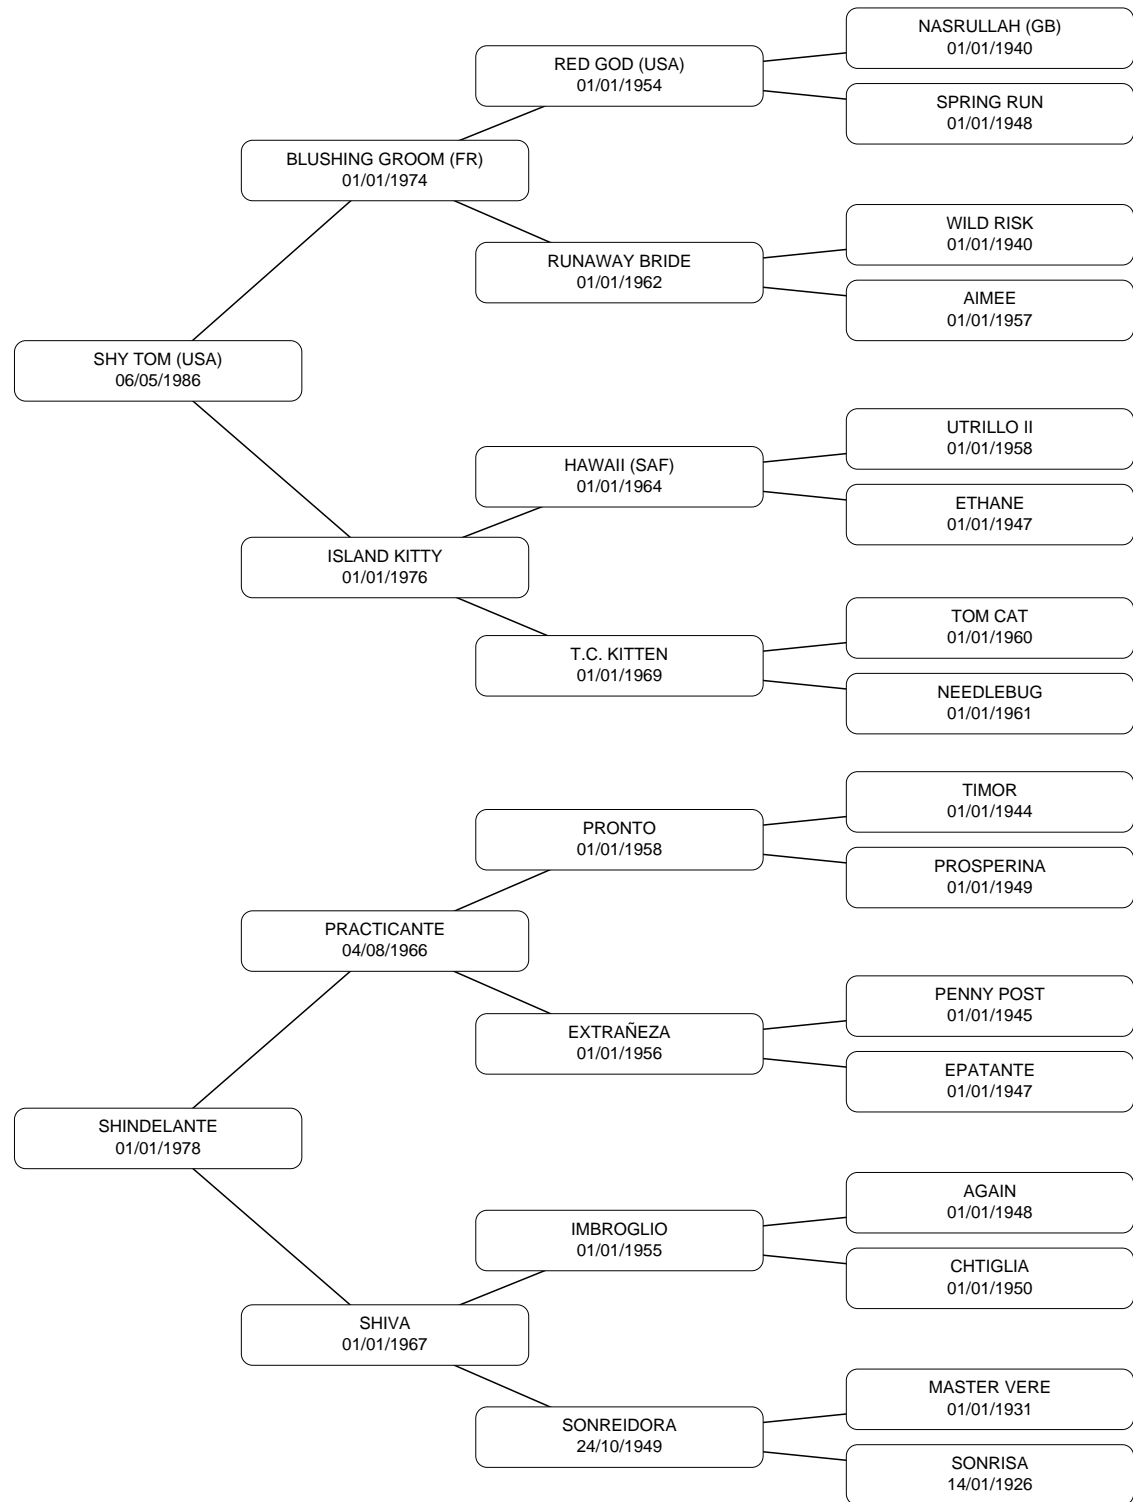 NASRULLAH (GB)
01/01/1940
RED GOD (USA)
01/01/1954
SPRING RUN
01/01/1948
BLUSHING GROOM (FR)
01/01/1974
WILD RISK
01/01/1940
RUNAWAY BRIDE
01/01/1962
AIMEE
01/01/1957
SHY TOM (USA)
06/05/1986
UTRILLO II
01/01/1958
HAWAII (SAF)
01/01/1964
ETHANE
01/01/1947
ISLAND KITTY
01/01/1976
TOM CAT
01/01/1960
T.C. KITTEN
01/01/1969
NEEDLEBUG
01/01/1961
TIMOR
01/01/1944
PRONTO
01/01/1958
PROSPERINA
01/01/1949
PRACTICANTE
04/08/1966
PENNY POST
01/01/1945
EXTRAÑEZA
01/01/1956
EPATANTE
01/01/1947
SHINDELANTE
01/01/1978
AGAIN
01/01/1948
IMBROGLIO
01/01/1955
CHTIGLIA
01/01/1950
SHIVA
01/01/1967
MASTER VERE
01/01/1931
SONREIDORA
24/10/1949
SONRISA
14/01/1926